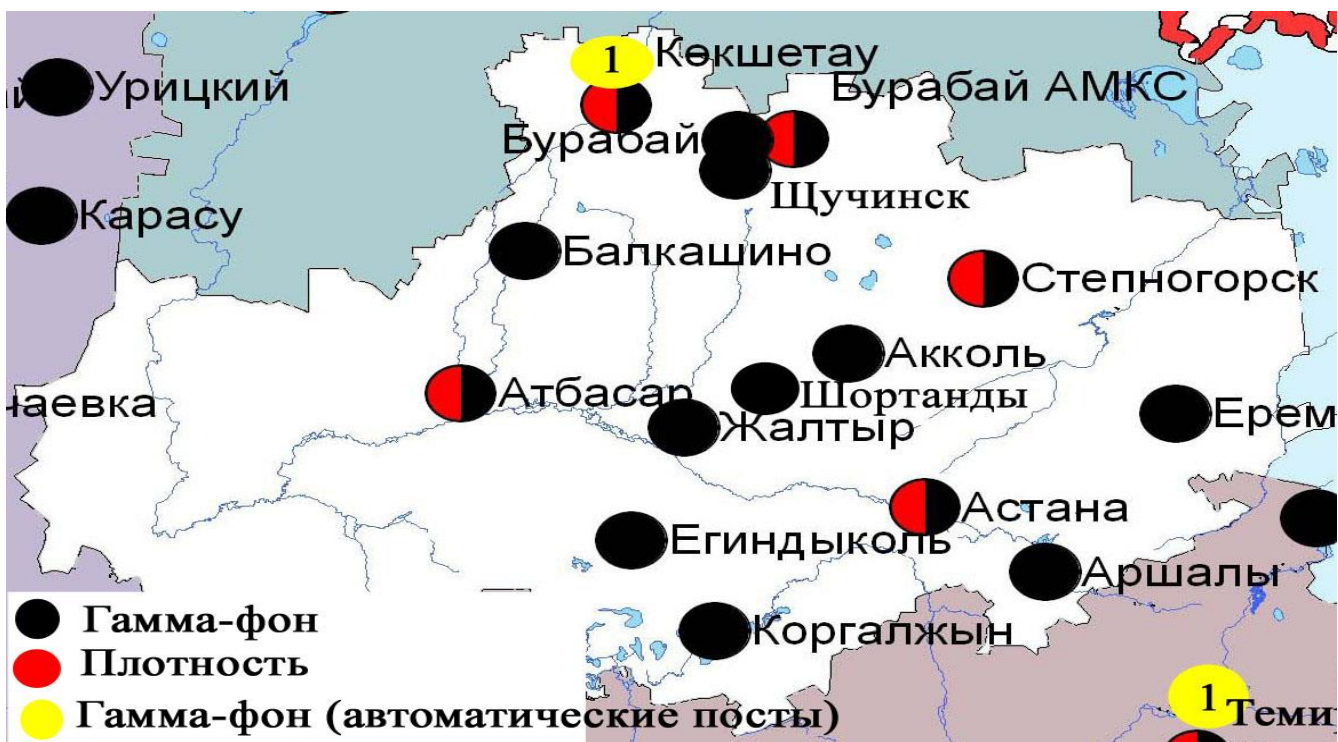 1
Көкшетау
Урицкий
Бурабай АМКС
Бурабай
Щучинск
Карасу
Балкашино
Степногорск
Акколь
Атбасар
Шортанды
Жалтыр
Астана
Егиндыколь
Аршалы
Коргалжын
Гамма-фон
Плотность
Гамма-фон (автоматические посты)
1